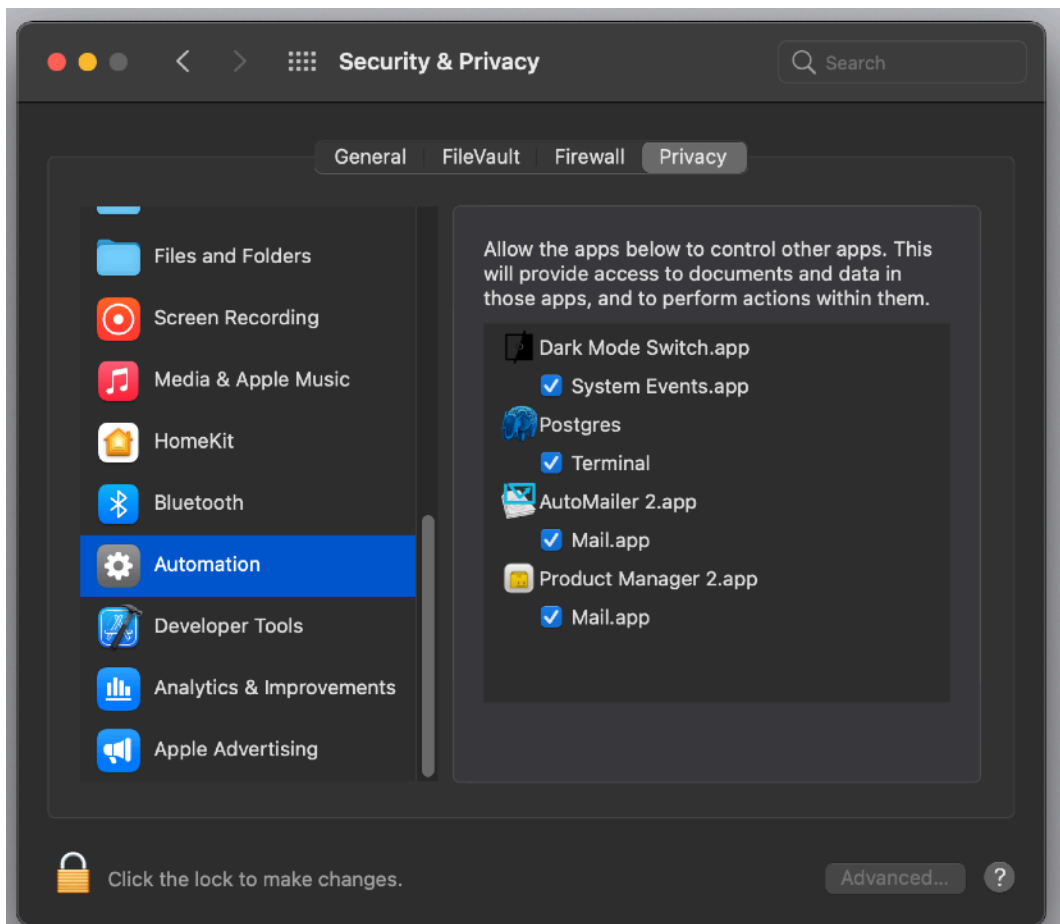 Security & Privacy
Search
General
FileVault
Firewall
Privacy
Files and Folders
Screen Recording
Media & Apple Music
HomeKit
Bluetooth
Automation
Developer Tools
Analytics & Improvements
Apple Advertising
Allow the apps below to control other apps. This
will provide access to documents and data in
those apps, and to perform actions within them.
Dark Mode Switch.app
System Events.app
Postgres
Terminal
AutoMailer 2.app
Mail.app
Product Manager 2.app
Mail.app
Click the lock to make changes.
Advanced...
?